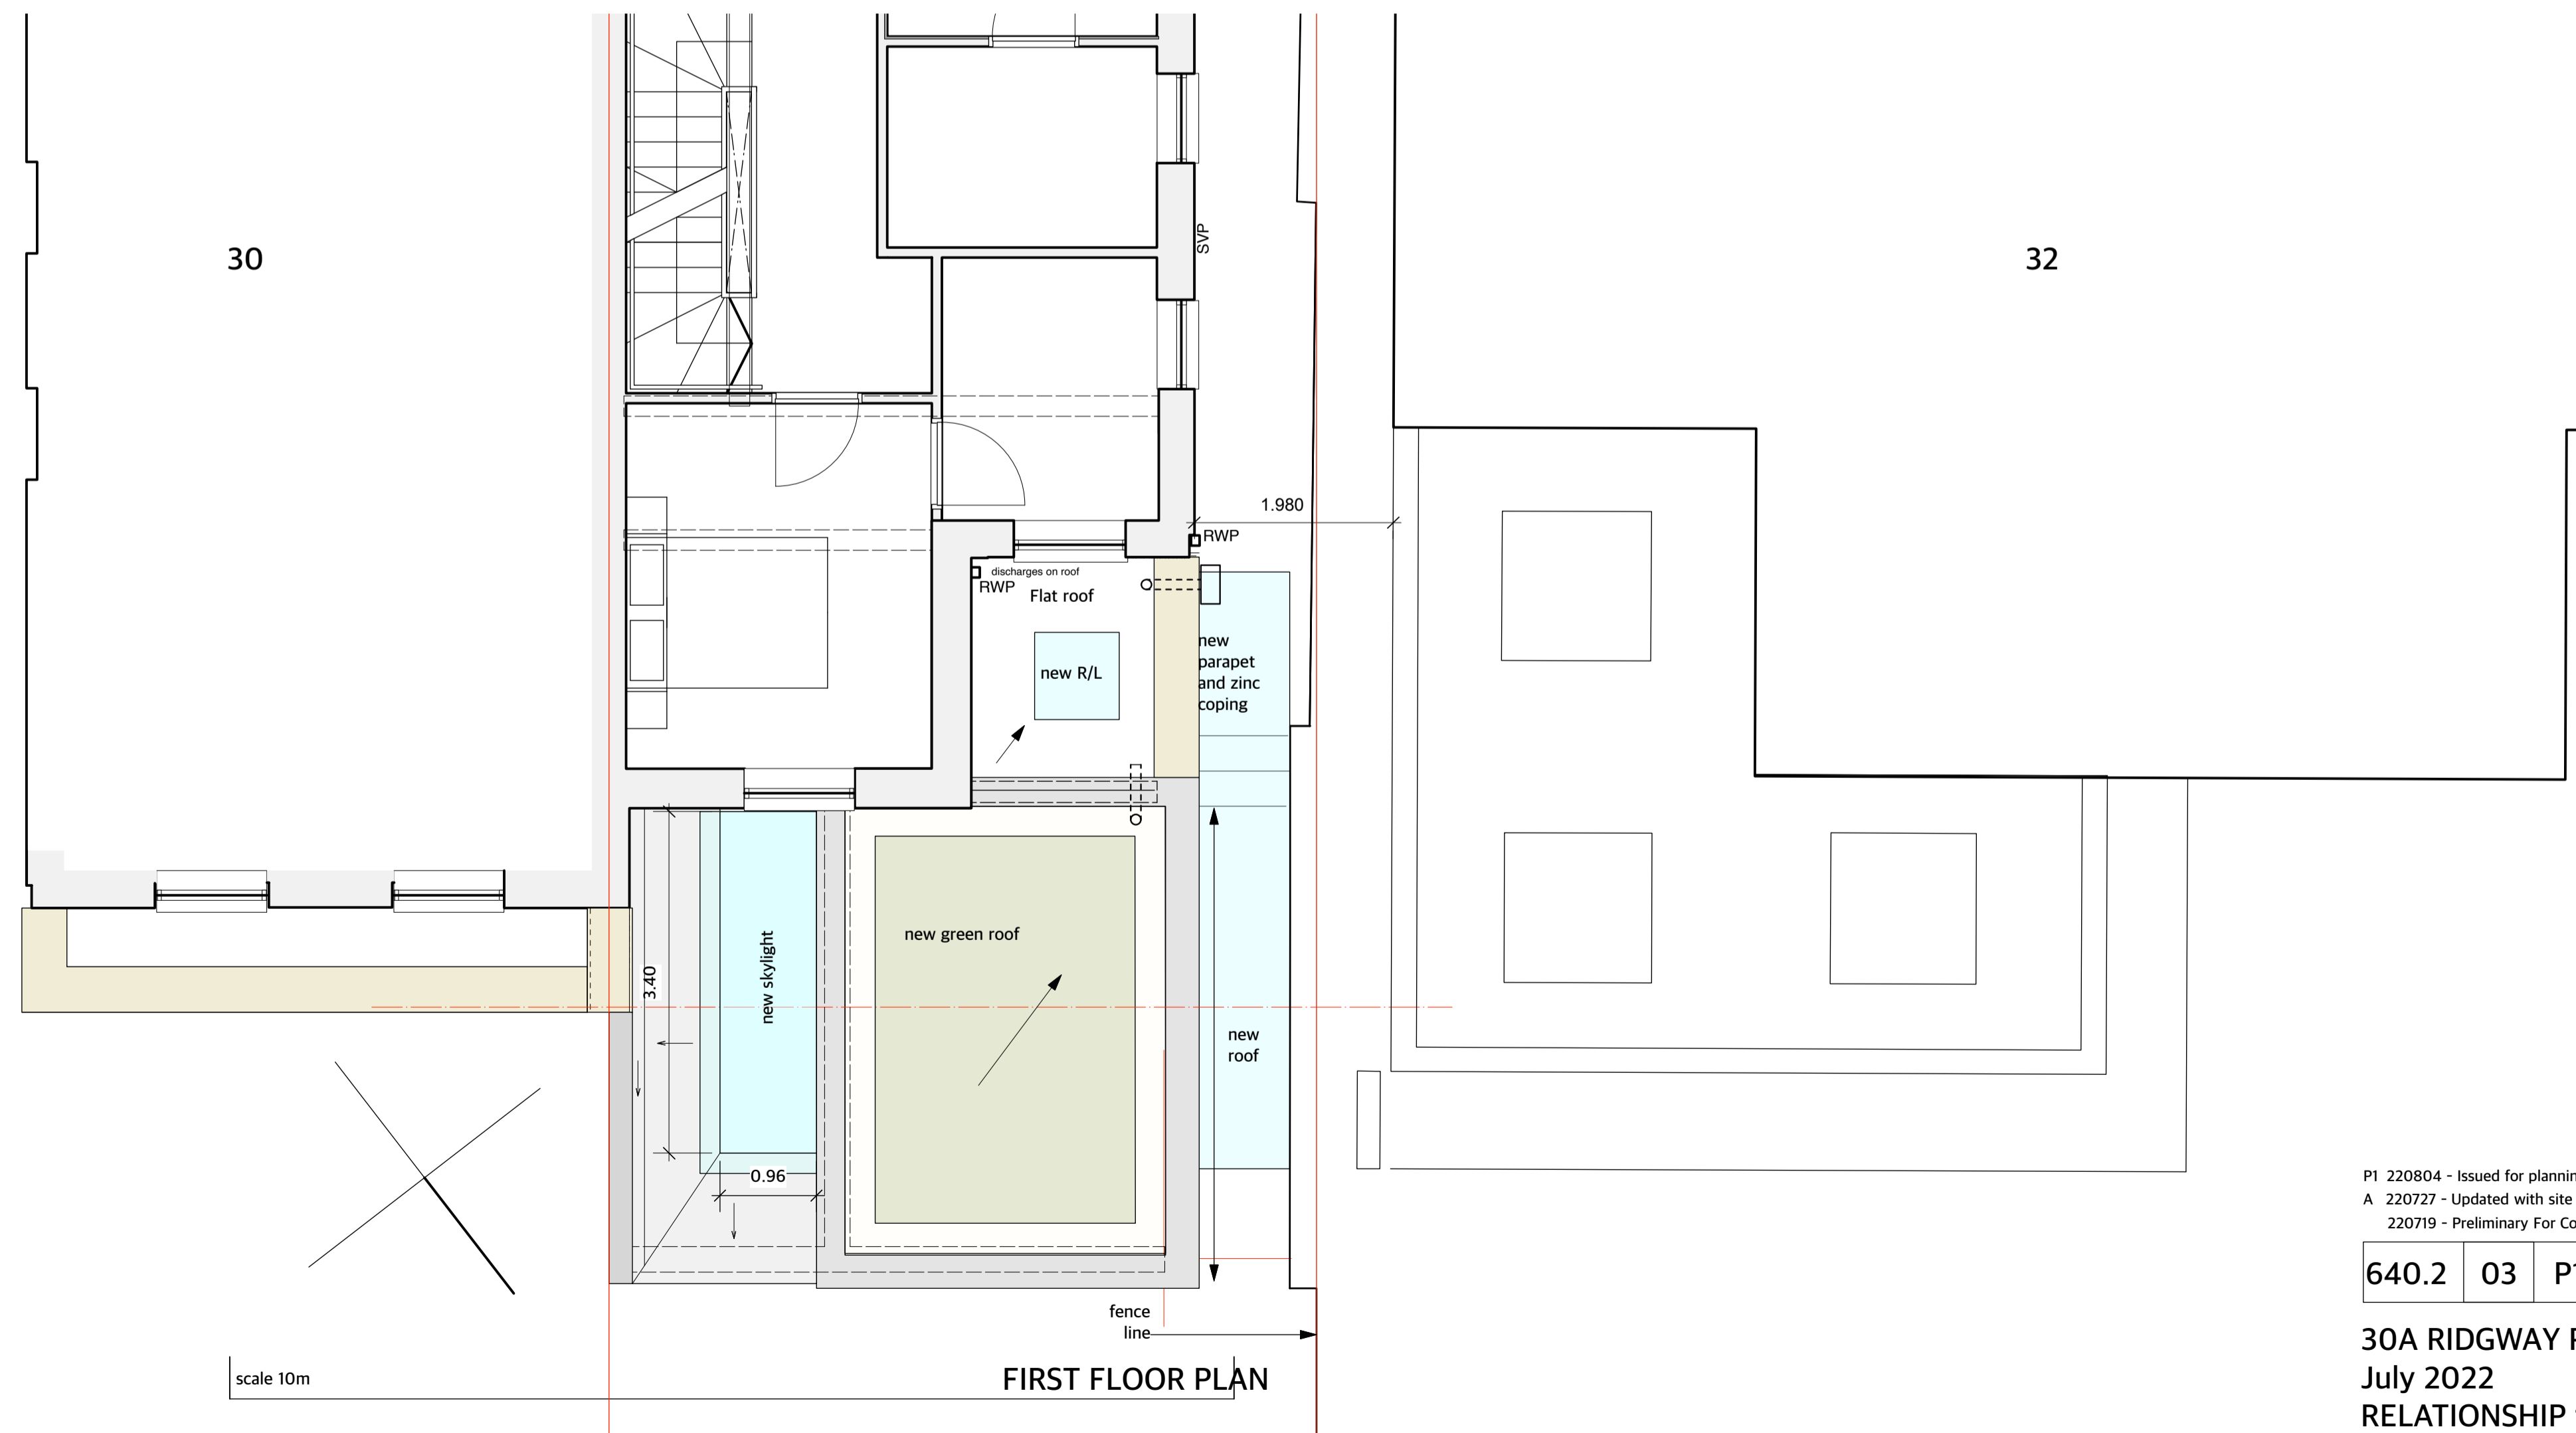 30
32
SVP
1.980
RWP
discharges on roof
RWP
Flat roof
new
parapet
and zinc
coping
new R/L
new green roof
3.40
new skylight
new
roof
0.96
P1 220804 - Issued for
A 220727 - Updated with site
220719 - Preliminary For
640.2 03
fence
line
scale 10m
FIRST FLOOR PLAN
30A RIDGWAY
July 2022
RELATIONSHIP